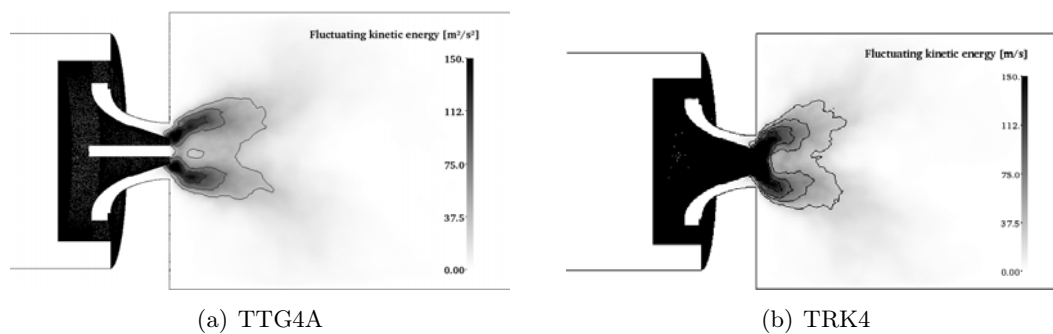 Fluctuating kinetic energy [m²/s²]
150.
112.
75.0
37.5
0.00
Fluctuating kinetic energy [m/s]
150.
112.
75.0
37.5
0.00
(a) TTG4A
(b) TRK4